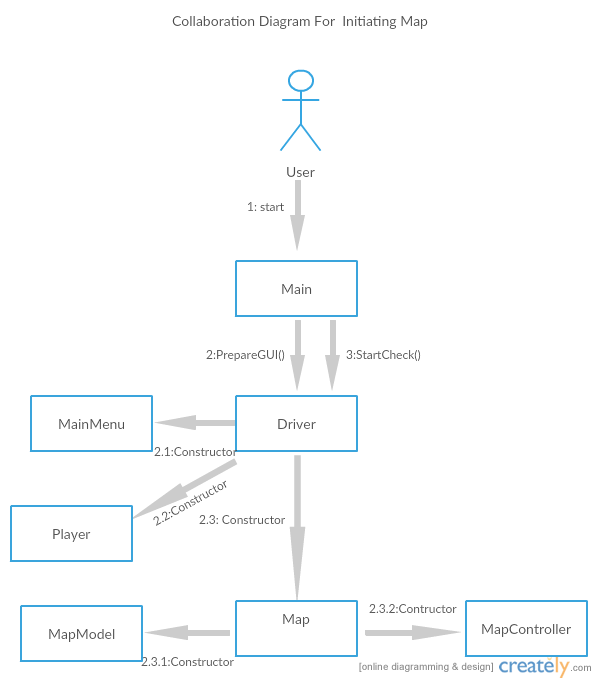 Collaboration Diagram For  Initiating Map
User
1: start
Main
2:PrepareGUI()
3:StartCheck()
MainMenu
Driver
2.1:Constructor
2.2:Constructor
2.3: Constructor
Player
Map
2.3.2:Contructor
MapModel
MapController
2.3.1:Constructor
[online diagramming & design] creately.com